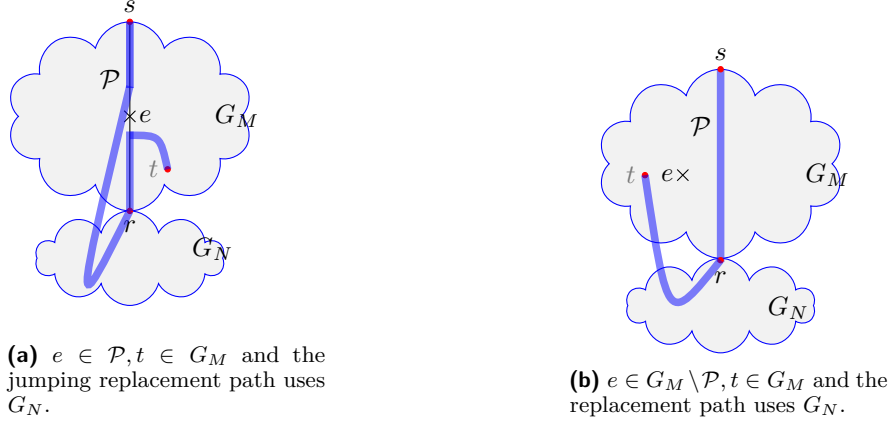 s
𝒫
× e
G_M
t
r
G_N
(a) e ∈ 𝒫, t ∈ G_M and the
jumping replacement path uses
G_N.
s
𝒫
t
e×
G_M
r
G_N
(b) e ∈ G_M \ 𝒫, t ∈ G_M and the
replacement path uses G_N.